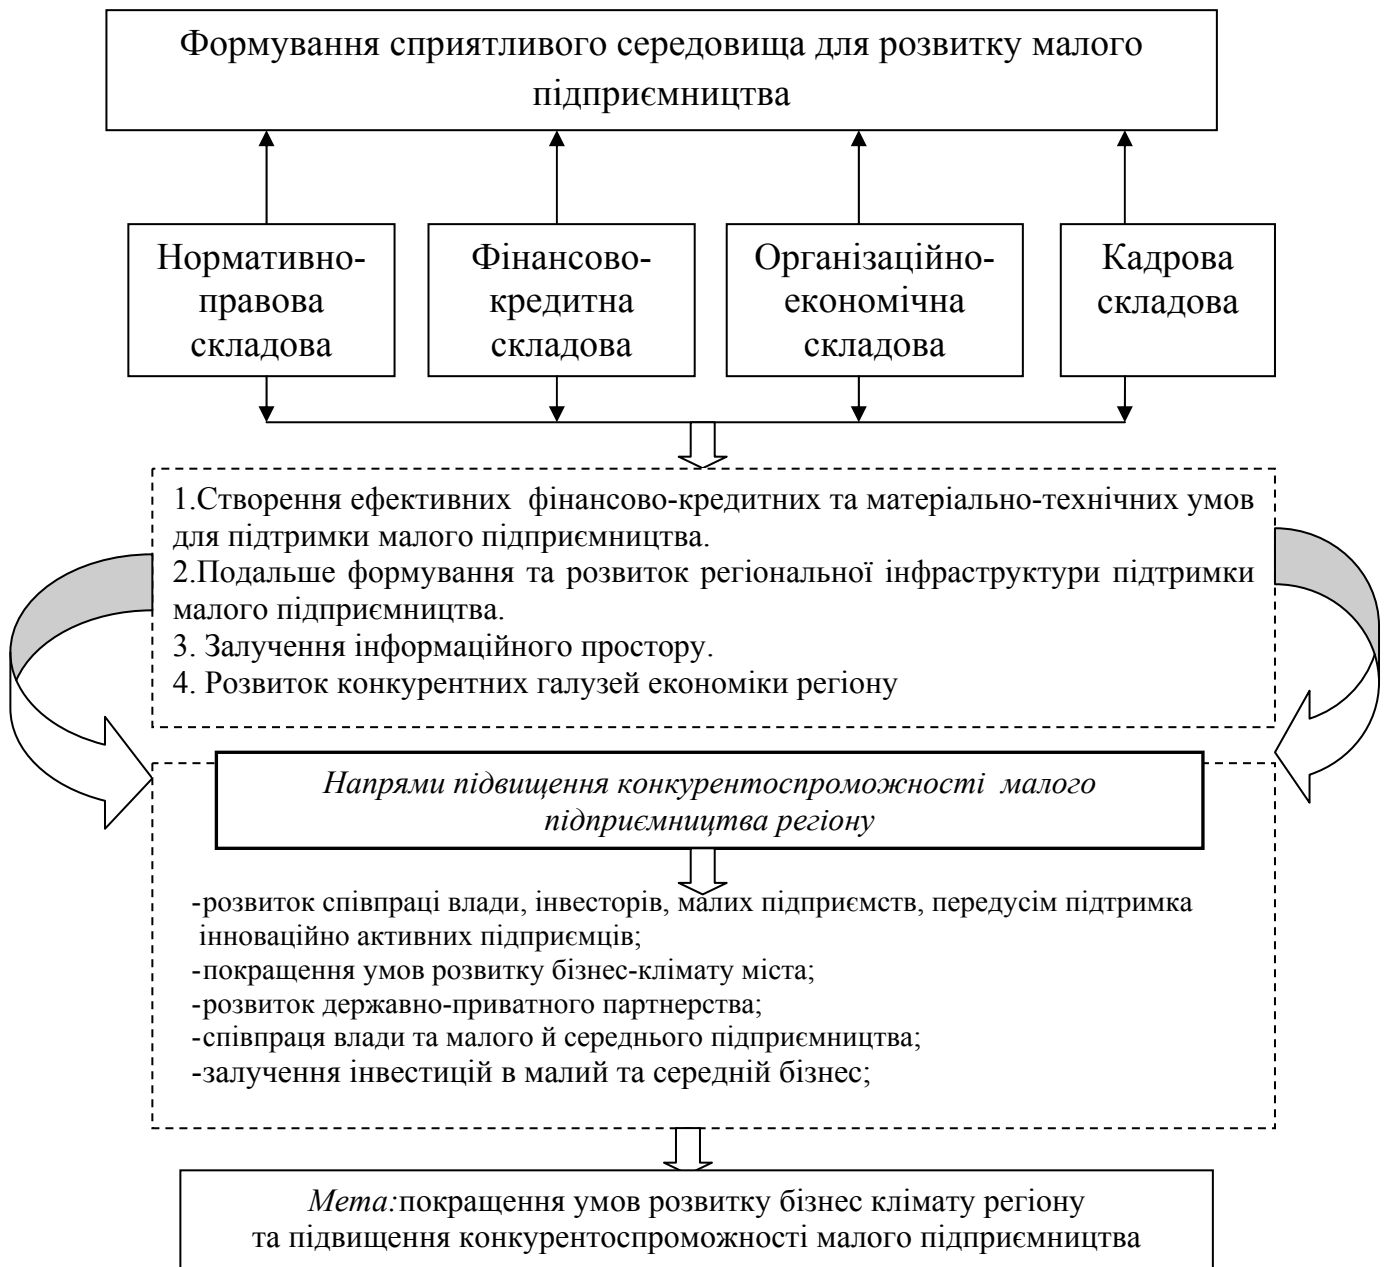 Формування сприятливого середовища для розвитку малого
підприємництва
Нормативно-
правова
складова
Фінансово-
кредитна
складова
Організаційно-
економічна
складова
Кадрова
складова
1.Створення ефективних фінансово-кредитних та матеріально-технічних умов
для підтримки малого підприємництва.
2.Подальше формування та розвиток регіональної інфраструктури підтримки
малого підприємництва.
3. Залучення інформаційного простору.
4. Розвиток конкурентних галузей економіки регіону
Напрями підвищення конкурентоспроможності малого
підприємництва регіону
-розвиток співпраці влади, інвесторів, малих підприємств, передусім підтримка
інноваційно активних підприємців;
-покращення умов розвитку бізнес-клімату міста;
-розвиток державно-приватного партнерства;
-співпраця влади та малого й середнього підприємництва;
-залучення інвестицій в малий та середній бізнес;
Мета:покращення умов розвитку бізнес клімату регіону
та підвищення конкурентоспроможності малого підприємництва